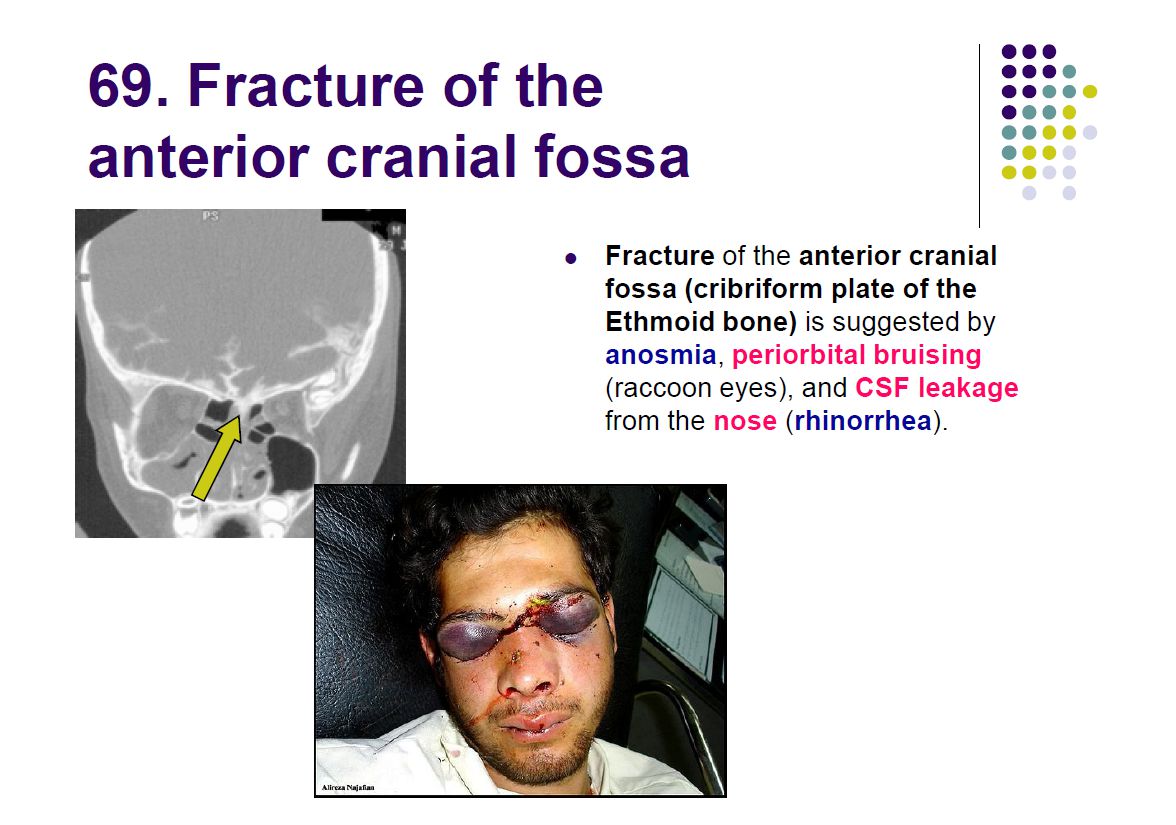 69. Fracture of the
anterior cranial fossa
PS
M
Fracture of the anterior cranial
fossa (cribriform plate of the
Ethmoid bone) is suggested by
anosmia, periorbital bruising
(raccoon eyes), and CSF leakage
from the nose (rhinorrhea).
Alireza Najafian